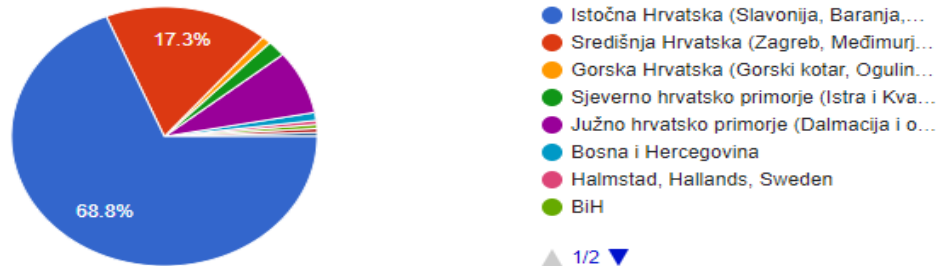 17.3%
68.8%
Istočna Hrvatska (Slavonija, Baranja,...
Središnja Hrvatska (Zagreb, Međimurj...
Gorska Hrvatska (Gorski kotar, Ogulin...
Sjeverno hrvatsko primorje (Istra i Kva...
Južno hrvatsko primorje (Dalmacija i o...
Bosna i Hercegovina
Halmstad, Hallands, Sweden
BiH
1/2